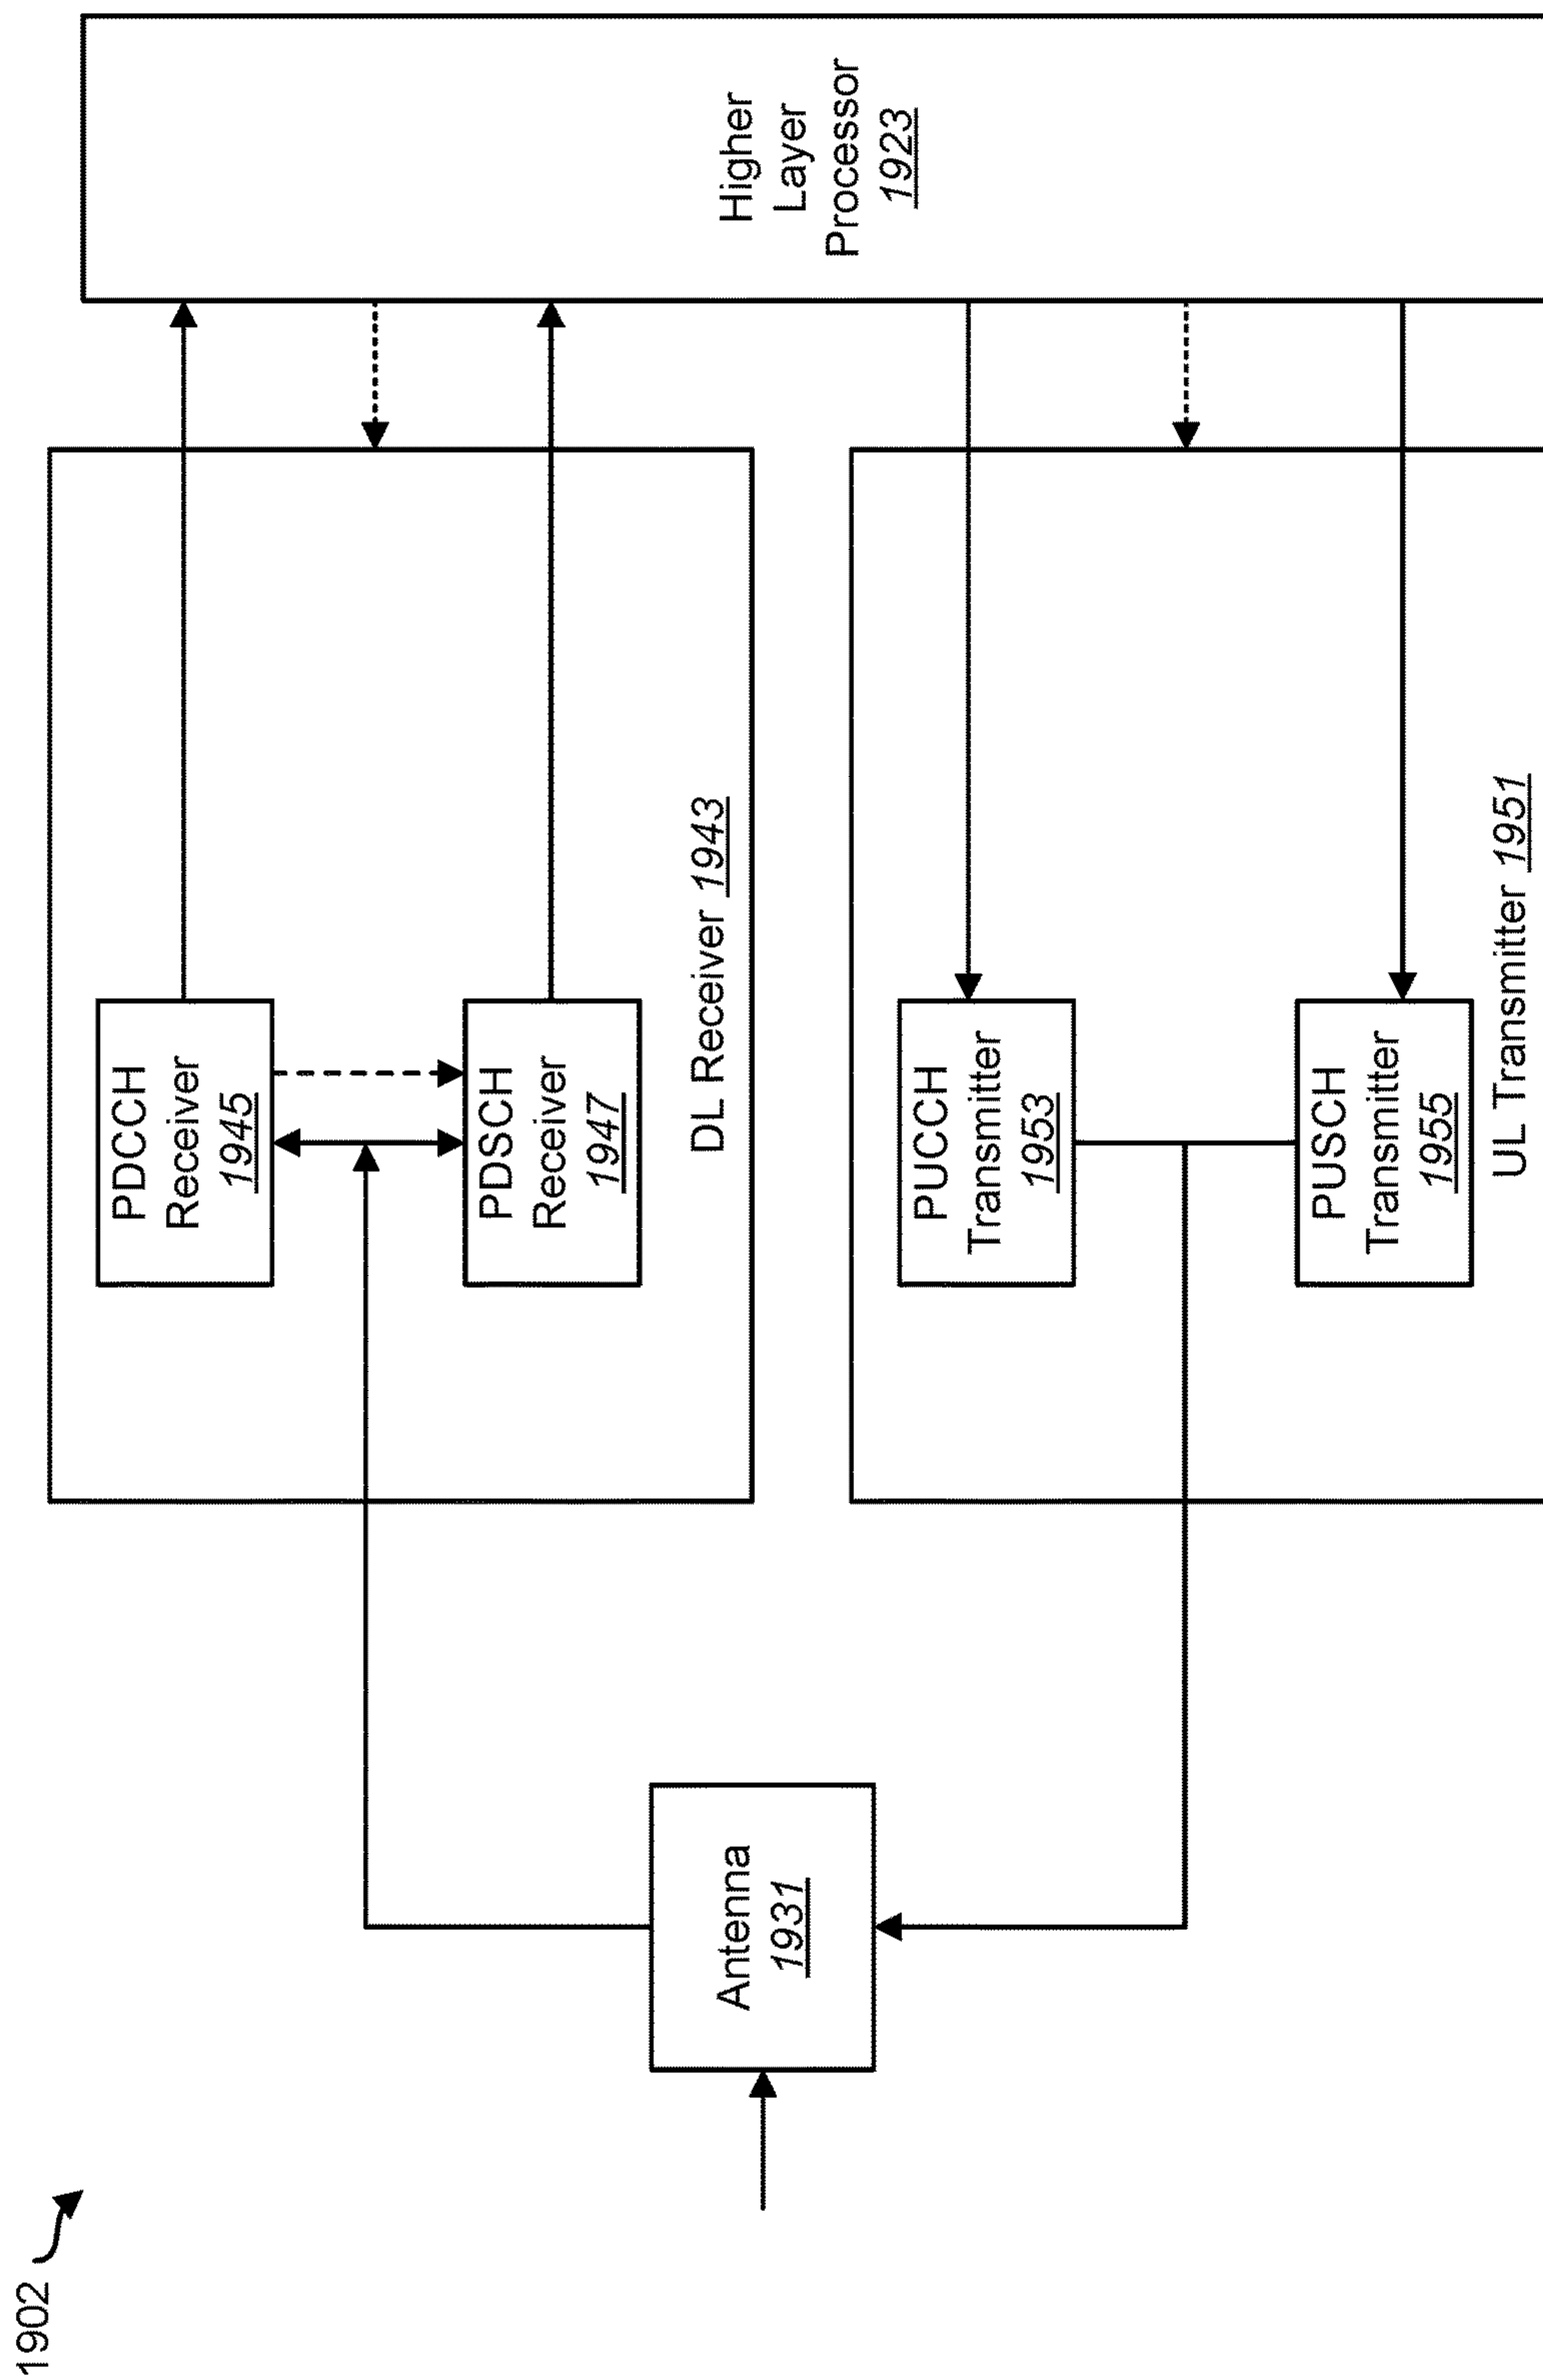 1902
Antenna
1931
PDCCH
Receiver
1945
PDSCH
Receiver
1947
DL Receiver 1943
PUCCH
Transmitter
1953
PUSCH
Transmitter
1955
UL Transmitter 1951
Higher
Layer
Processor
1923